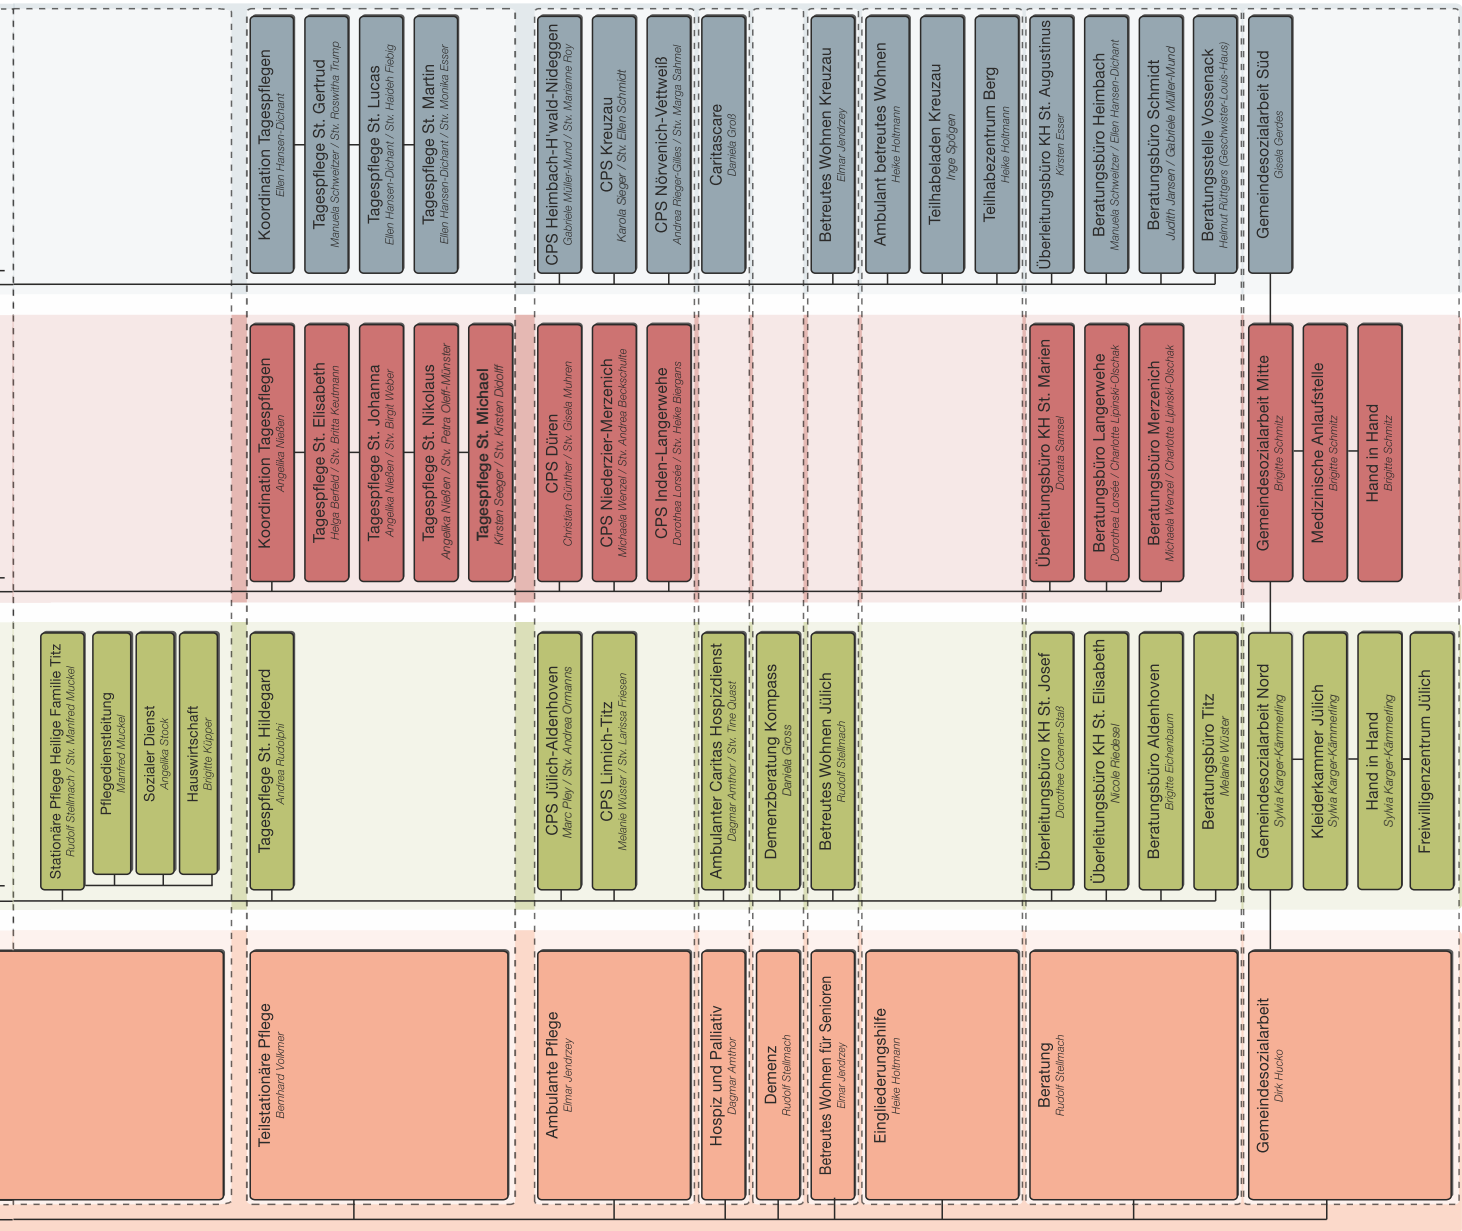 Koordination Tagespflegen
Ellen Hansen-Dichant
Tagespflege St. Gertrud
Manuela Schweitzer / Stv. Roswitha Trump
Tagespflege St. Lucas
Ellen Hansen-Dichant / Stv. Haideh Fiebig
Tagespflege St. Martin
Ellen Hansen-Dichant / Stv. Monika Esser
CPS Heimbach-H'wald-Nideggen
Gabriele Müller-Mund / Stv. Marianne Roy
CPS Kreuzau
Karola Sieger / Stv. Ellen Schmidt
CPS Nörvenich-Vettweiß
Andrea Rieger-Gilles / Stv. Marga Sahmel
Caritascare
Daniela Groß
Betreutes Wohnen Kreuzau
Elmar Jendrzey
Ambulant betreutes Wohnen
Heike Holtmann
Teilhabeladen Kreuzau
Inge Spögen
Teilhabezentrum Berg
Heike Holtmann
Überleitungsbüro KH St. Augustinus
Kirsten Esser
Beratungsbüro Heimbach
Manuela Schweitzer / Ellen Hansen-Dichant
Beratungsbüro Schmidt
Judith Jansen / Gabriele Müller-Mund
Beratungsstelle Vossenack
Helmut Rüttgers (Geschwister-Louis-Haus)
Gemeindesozialarbeit Süd
Gisela Gerdes
Koordination Tagespflegen
Angelika Nießen
Tagespflege St. Elisabeth
Helga Berfeld / Stv. Britta Keutmann
Tagespflege St. Johanna
Angelika Nießen / Stv. Birgit Weber
Tagespflege St. Nikolaus
Angelika Nießen / Stv. Petra Oleff-Münster
Tagespflege St. Michael
Kirsten Seeger / Stv. Kirsten Didolff
CPS Düren
Christian Günther / Stv. Gisela Muhren
CPS Niederzier-Merzenich
Michaela Wenzel / Stv. Andrea Beckschulte
CPS Inden-Langerwehe
Dorothea Lorsée / Stv. Heike Biergans
Überleitungsbüro KH St. Marien
Donata Samsel
Beratungsbüro Langerwehe
Dorothea Lorsée / Charlotte Lipinski-Olschak
Beratungsbüro Merzenich
Michaela Wenzel / Charlotte Lipinski-Olschak
Gemeindesozialarbeit Mitte
Brigitte Schmitz
Medizinische Anlaufstelle
Brigitte Schmitz
Hand in Hand
Brigitte Schmitz
Stationäre Pflege Heilige Familie Titz
Rudolf Stellmach / Stv. Manfred Muckel
Pflegedienstleitung
Manfred Muckel
Sozialer Dienst
Angelika Stock
Hauswirtschaft
Brigitte Küpper
Tagespflege St. Hildegard
Andrea Rudolphi
CPS Jülich-Aldenhoven
Marc Pley / Stv. Andrea Ormanns
CPS Linnich-Titz
Melanie Wüster / Stv. Larissa Friesen
Ambulanter Caritas Hospizdienst
Dagmar Amthor / Stv. Tine Quast
Demenzberatung Kompass
Daniela Gross
Betreutes Wohnen Jülich
Rudolf Stellmach
Überleitungsbüro KH St. Josef
Dorothee Coenen-Staß
Überleitungsbüro KH St. Elisabeth
Nicole Riedesel
Beratungsbüro Aldenhoven
Brigitte Eichenbaum
Beratungsbüro Titz
Melanie Wüster
Gemeindesozialarbeit Nord
Sylvia Karger-Kämmerling
Kleiderkammer Jülich
Sylvia Karger-Kämmerling
Hand in Hand
Sylvia Karger-Kämmerling
Freiwilligenzentrum Jülich
Teilstationäre Pflege
Bernhard Volkmer
Ambulante Pflege
Elmar Jendrzey
Hospiz und Palliativ
Dagmar Amthor
Demenz
Rudolf Stellmach
Betreutes Wohnen für Senioren
Elmar Jendrzey
Eingliederungshilfe
Heike Holtmann
Beratung
Rudolf Stellmach
Gemeindesozialarbeit
Dirk Hucko